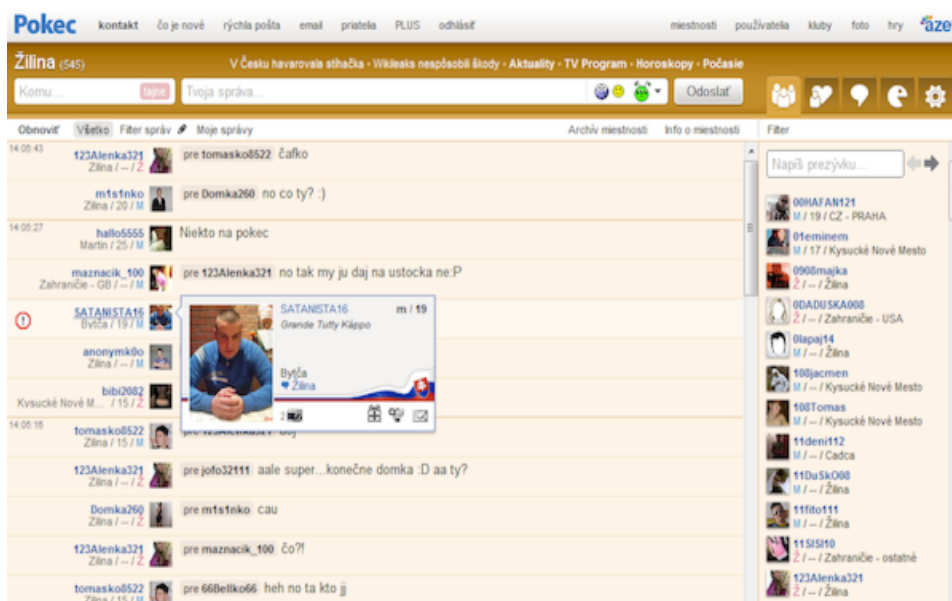 Pokec kontakt čo je nové rýchla pošta email priatelia PLUS odhlásiť miestnosti používatelia kluby foto hry aze
Žilina (545) V Česku havarovala stíhačka - Wikileaks nespôsobil škody - Aktuality - TV Program - Horoskopy - Počasie
Komu... tajne Tvoja správa... Odoslať
Obnoviť Všetko Filter správ Moje správy Archív miestnosti Info o miestnosti Filter
14:05:43 123Alenka321 pre tomasko8522 čafko
Žilina / -- / Ž
m1s1nko pre Domka260 no co ty? :)
Žilina / 20 / M
14:05:27 hallo5555 Niekto na pokec
Martin / 25 / M
maznacik_100 pre 123Alenka321 no tak my ju daj na ustocka ne:P
Zahraničie - GB / -- / M
SATANISTA16
Bytča / 19 / M
SATANISTA16 m / 19
Grande Tutty Káppo
Bytča
Žilina
2
anonymk0o
Žilina / -- / M
bibi2082
Kysucké Nové M... / 15 / Ž
14:05:18 tomasko8522 pre 123Alenka321
Žilina / 15 / M
123Alenka321 pre jofo32111 aale super...konečne domka :D aa ty?
Žilina / -- / Ž
Domka260 pre m1s1nko cau
Žilina / -- / Ž
123Alenka321 pre maznacik_100 čo?!
Žilina / -- / Ž
tomasko8522 pre 66Bellko66 heh no ta kto jj
Žilina / 15 / M
Napíš prezývku...
00HAFAN121
M / 19 / CZ - PRAHA
01eminem
M / 17 / Kysucké Nové Mesto
0908majka
Ž / -- / Žilina
0DADUSKA008
Ž / -- / Zahraničie - USA
0lapaj14
M / -- / Žilina
108jacmen
M / -- / Kysucké Nové Mesto
108Tomas
M / -- / Kysucké Nové Mesto
11deni112
M / -- / Cadca
11DuSkO08
M / -- / Žilina
11fito111
M / -- / Žilina
11SISI10
Ž / -- / Zahraničie - ostatné
123Alenka321
Ž / -- / Žilina